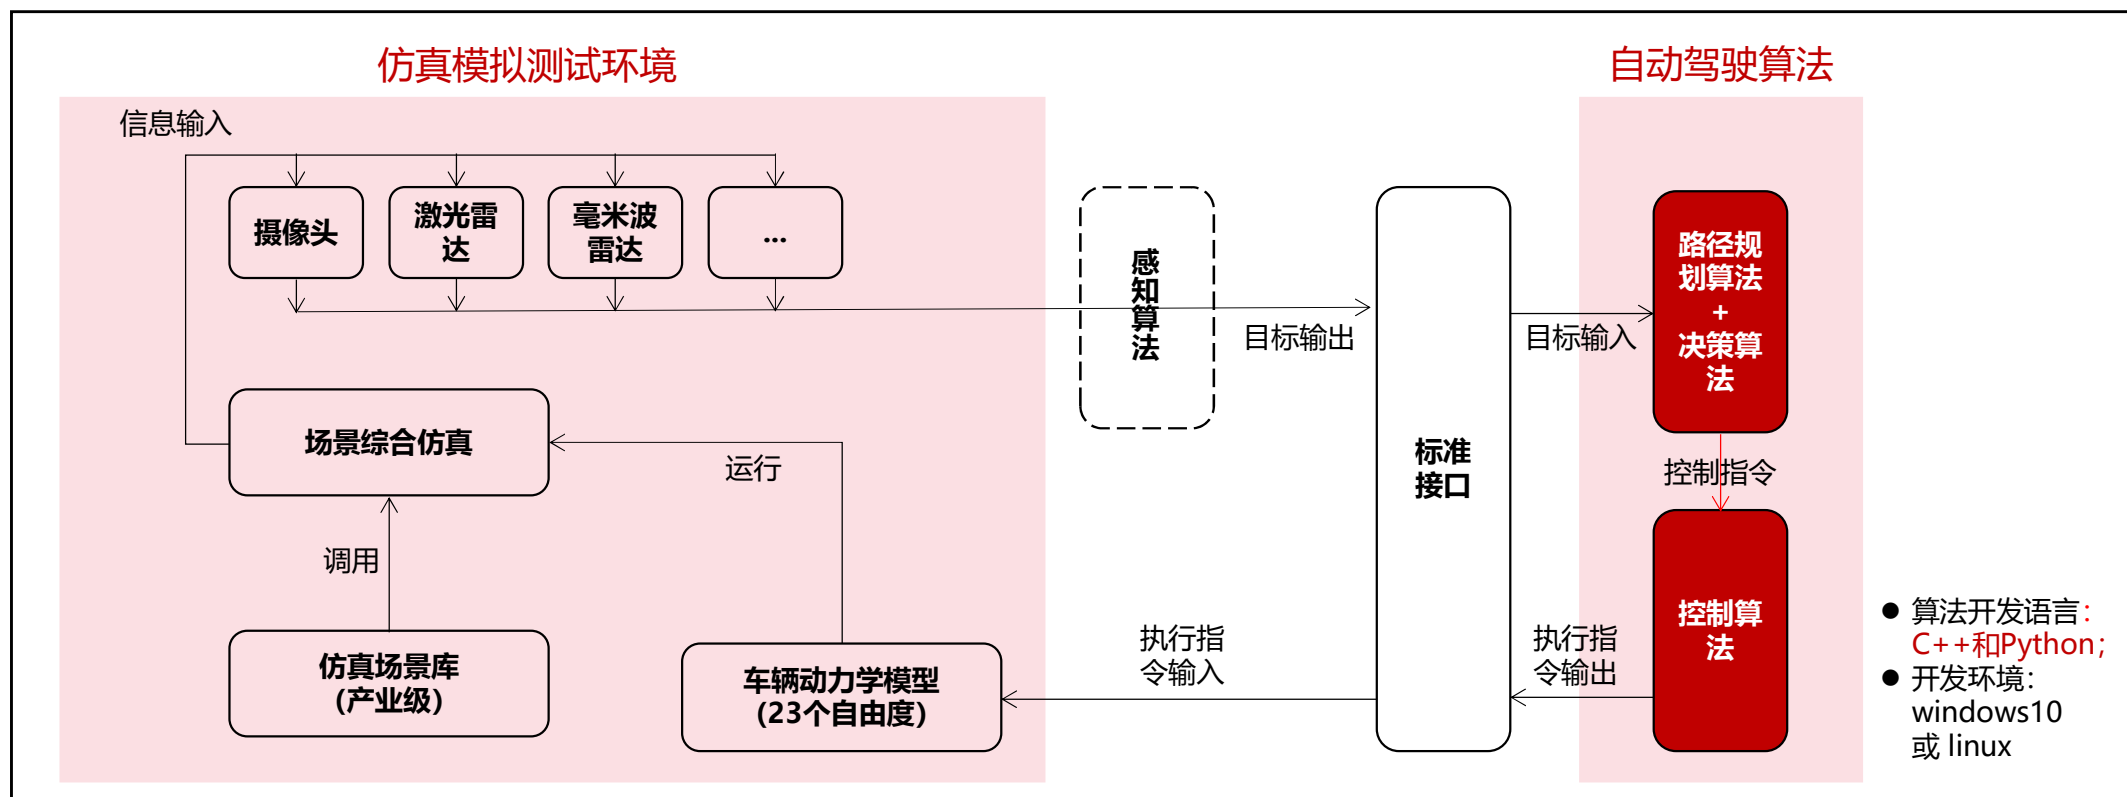 仿真模拟测试环境
自动驾驶算法
信息输入
摄像头
激光雷
达
毫米波
雷达
...
感
知
算
法
目标输出
目标输入
路径规
划算法
+
决策算
法
场景综合仿真
运行
标准
接口
控制指令
调用
仿真场景库
(产业级)
车辆动力学模型
(23个自由度)
执行指
令输入
执行指
令输出
控制算
法
● 算法开发语言：
C++和Python；
● 开发环境：
windows10
或 linux